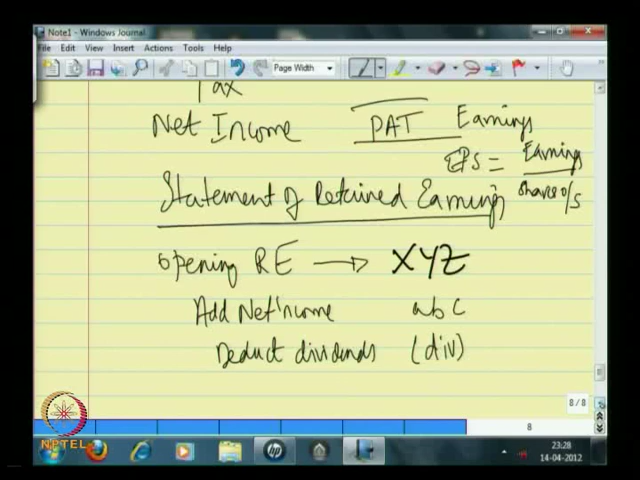 Note1 - Windows Journal
File Edit View Insert Actions Tools Help
Page Width
Tax
Net Income PAT Earnings
EPS = Earnings
Share o/s
Statement of Retained Earnings
Opening RE → XYZ
Add Net income abc
Deduct dividends (div)
8/8
8
NPTEL
hp
23:28
14-04-2012